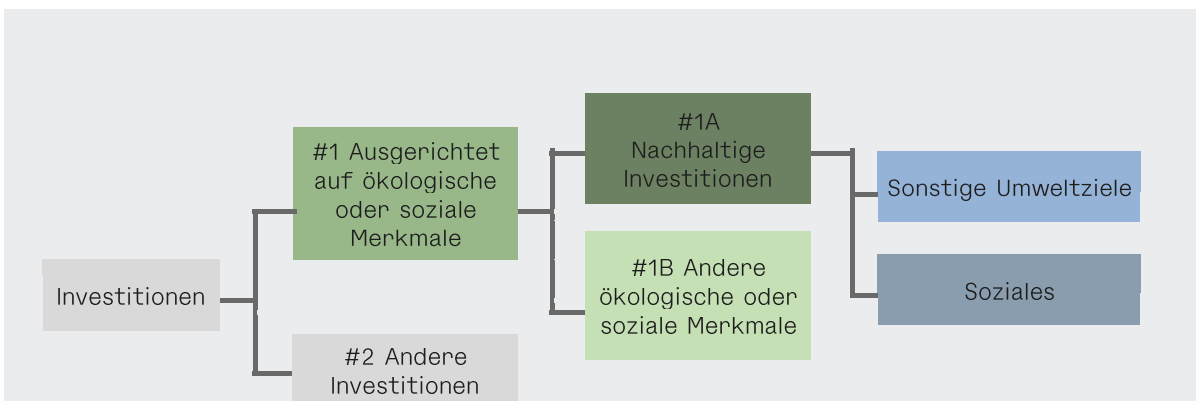 Investitionen
#1 Ausgerichtet
auf ökologische
oder soziale
Merkmale
#2 Andere
Investitionen
#1A
Nachhaltige
Investitionen
#1B Andere
ökologische oder
soziale Merkmale
Sonstige Umweltziele
Soziales